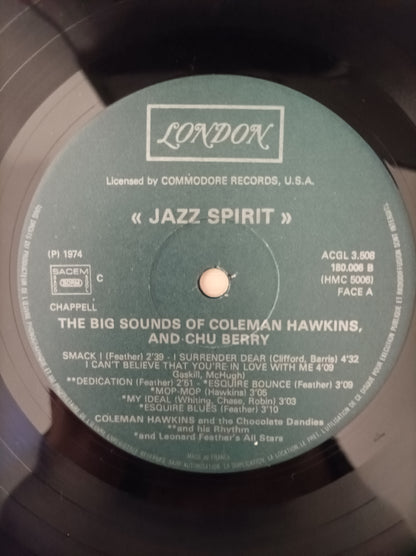 LONDON
Licensed by COMMODORE RECORDS, U.S.A.
« JAZZ SPIRIT »
(P) 1974
ACGL 3.508
180.006 B
(HMC 5006)
FACE A
SACEM
C
CHAPPELL
THE BIG SOUNDS OF COLEMAN HAWKINS,
AND CHU BERRY
SMACK ! (Feather) 2'39 - I SURRENDER DEAR (Clifford, Barris) 4'32
I CAN'T BELIEVE THAT YOU'RE IN LOVE WITH ME 4'09
Gaskill, McHugh)
**DEDICATION (Feather) 2'51 - *ESQUIRE BOUNCE (Feather) 3'09
*MOP-MOP (Hawkins) 3'05
*MY IDEAL (Whiting, Chase, Robin) 3'03
*ESQUIRE BLUES (Feather) 3'10
COLEMAN HAWKINS and the Chocolate Dandies
**and his Rhythm
*and Leonard Feather's All Stars
MADE IN FRANCE